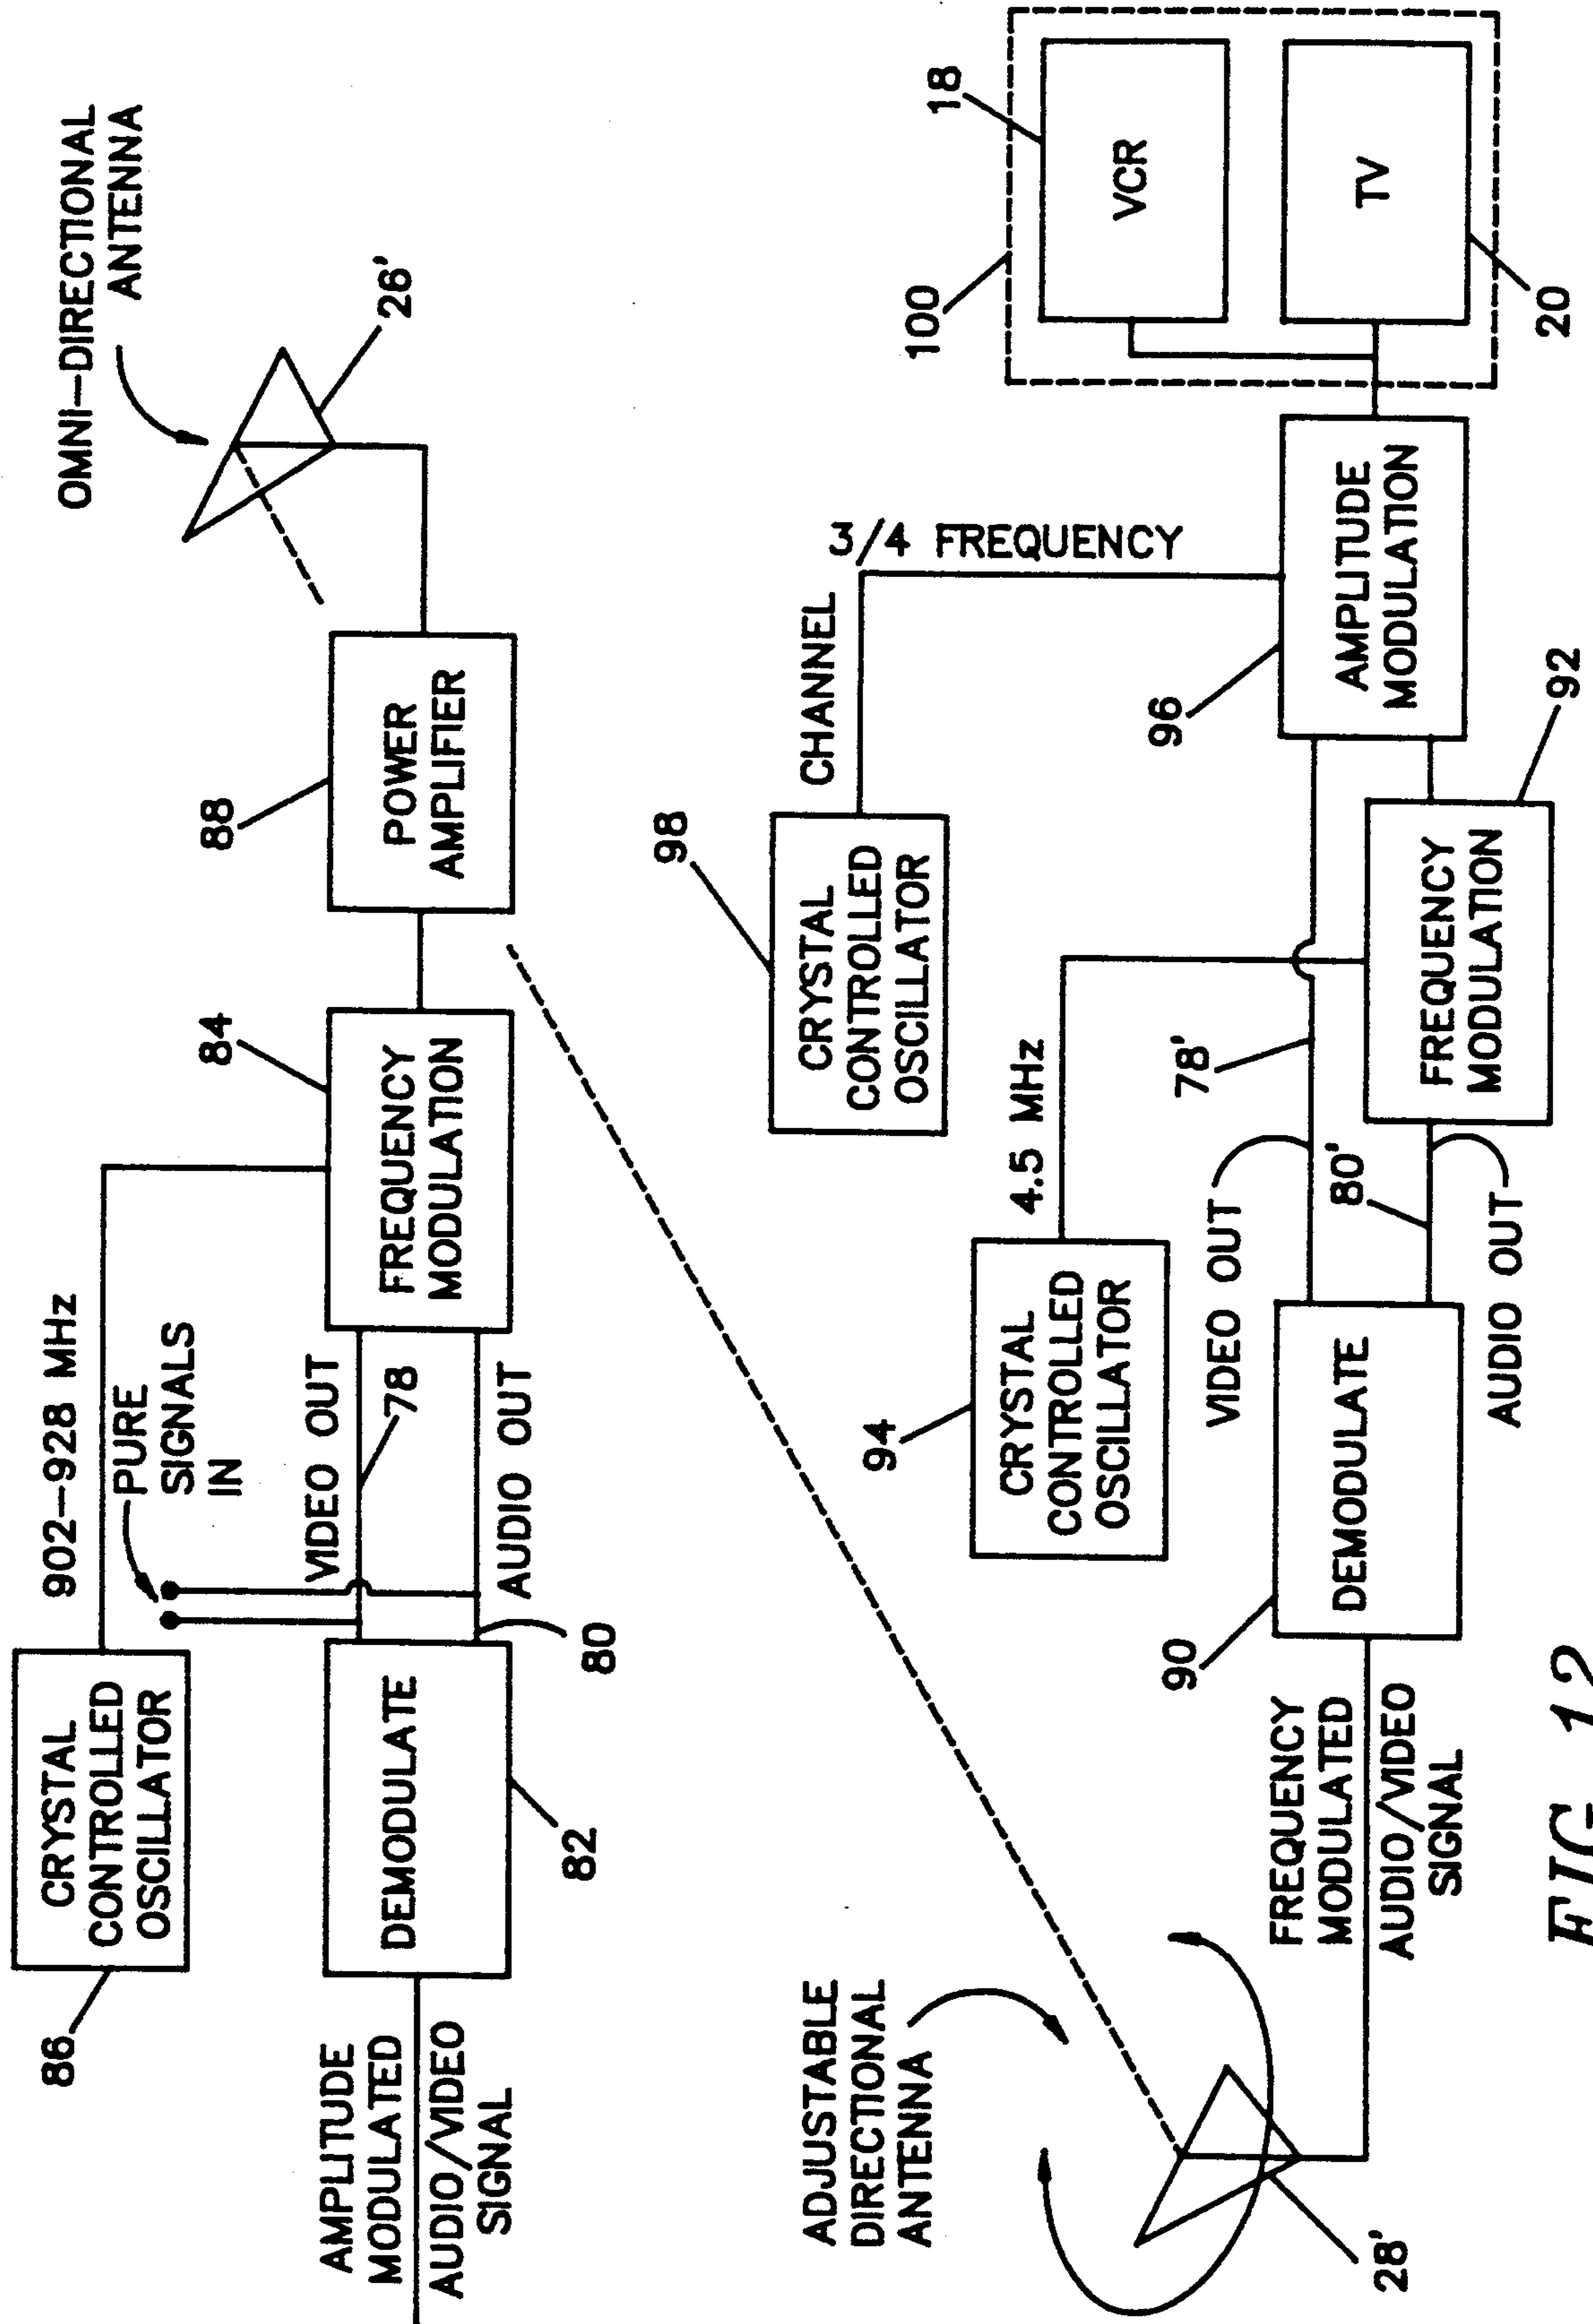 86
CRYSTAL
CONTROLLED
OSCILLATOR
902-928 MHz
PURE
SIGNALS
IN
AMPLITUDE
MODULATED
AUDIO/VIDEO
SIGNAL
DEMODULATE
82
VIDEO OUT
78
AUDIO OUT
80
84
FREQUENCY
MODULATION
88
POWER
AMPLIFIER
OMNI-DIRECTIONAL
ANTENNA
26'
ADJUSTABLE
DIRECTIONAL
ANTENNA
28'
FREQUENCY
MODULATED
AUDIO/VIDEO
SIGNAL
90
DEMODULATE
94
CRYSTAL
CONTROLLED
OSCILLATOR
4.5 MHz
VIDEO OUT
78'
80'
AUDIO OUT
98
CRYSTAL
CONTROLLED
OSCILLATOR
CHANNEL 3/4 FREQUENCY
FREQUENCY
MODULATION
92
96
AMPLITUDE
MODULATION
100
18
VCR
TV
20
FIG. 12